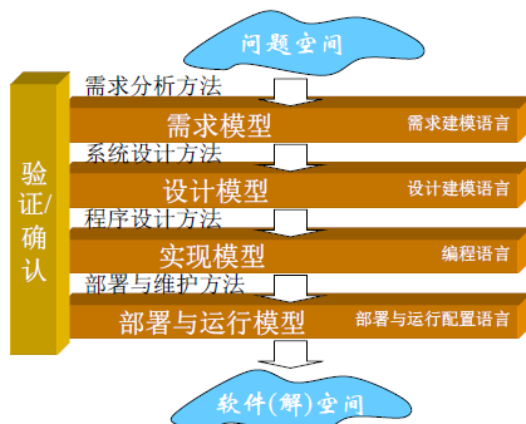 问题空间
需求分析方法
需求模型 需求建模语言
系统设计方法
设计模型 设计建模语言
程序设计方法
实现模型 编程语言
部署与维护方法
部署与运行模型 部署与运行配置语言
验证/确认
软件(解)空间